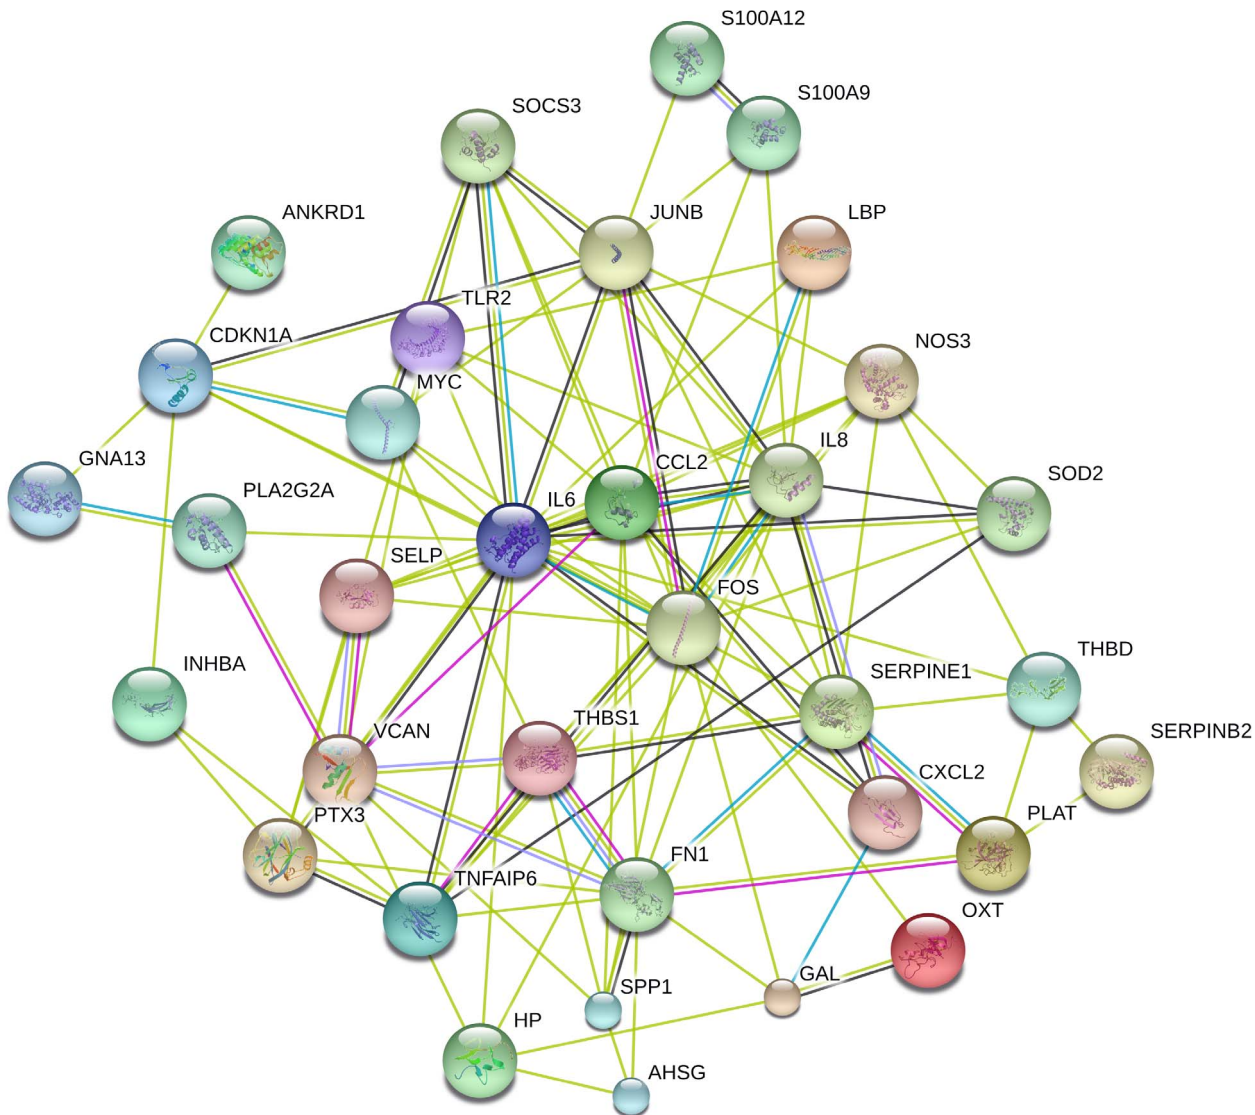 S100A12
S100A9
SOCS3
JUNB
LBP
ANKRD1
TLR2
CDKN1A
NOS3
MYC
IL8
GNA13
CCL2
SOD2
PLA2G2A
IL6
SELP
FOS
INHBA
SERPINE1
THBD
VCAN
THBS1
SERPINB2
CXCL2
PTX3
PLAT
FN1
TNFAIP6
OXT
GAL
SPP1
HP
AHSG